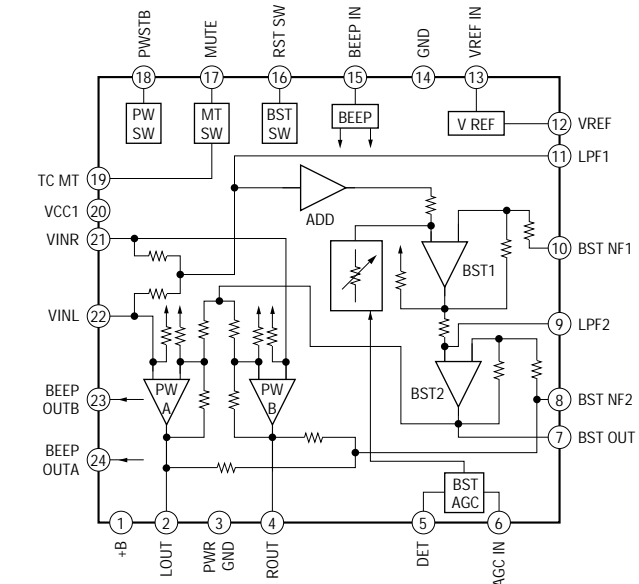 PWSTB
MUTE
RST SW
BEEP IN
GND
VREF IN
18
17
16
15
14
13
PW
SW
MT
SW
BST
SW
BEEP
V REF
12
VREF
11
LPF1
TC MT
19
ADD
VCC1
20
VINR
21
BST1
10
BST NF1
VINL
22
9
LPF2
BST2
BEEP
OUTB
23
PW
A
PW
B
8
BST NF2
7
BST OUT
BEEP
OUTA
24
BST
AGC
1
2
3
4
5
6
+B
LOUT
PWR
GND
ROUT
DET
AGC IN